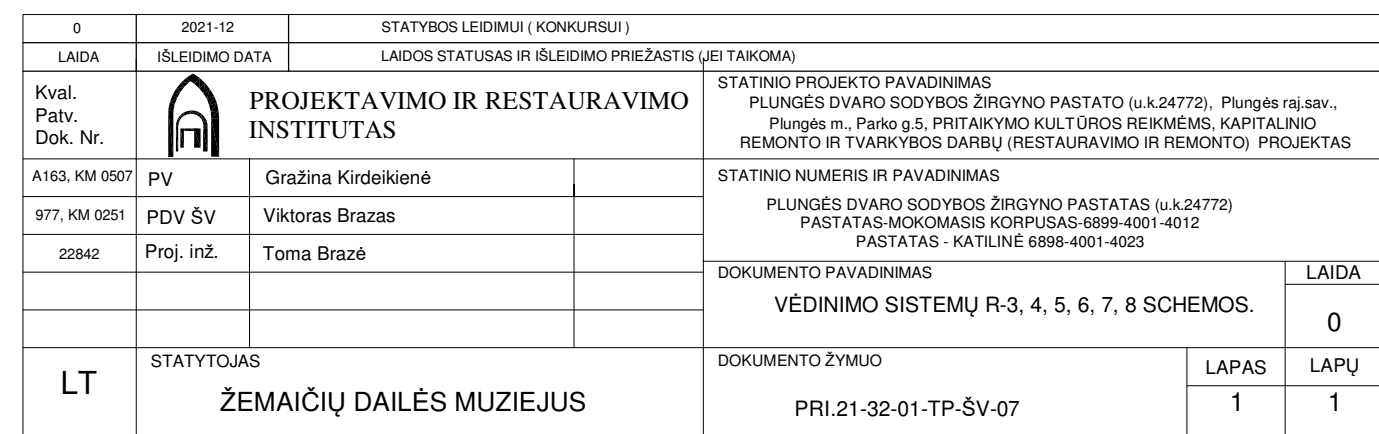 0 2021-12 STATYBOS LEIDIMUI ( KONKURSUI )
LAIDA IŠLEIDIMO DATA LAIDOS STATUSAS IR IŠLEIDIMO PRIEŽASTIS (JEI TAIKOMA)
Kval.
Patv.
Dok. Nr.
PROJEKTAVIMO IR RESTAURAVIMO
INSTITUTAS
STATINIO PROJEKTO PAVADINIMAS
PLUNGĖS DVARO SODYBOS ŽIRGYNO PASTATO (u.k.24772), Plungės raj.sav.,
Plungės m., Parko g.5, PRITAIKYMO KULTŪROS REIKMĖMS, KAPITALINIO
REMONTO IR TVARKYBOS DARBŲ (RESTAURAVIMO IR REMONTO) PROJEKTAS
A163, KM 0507 PV Gražina Kirdeikienė
977, KM 0251 PDV ŠV Viktoras Brazas
22842 Proj. inž. Toma Brazė
STATINIO NUMERIS IR PAVADINIMAS
PLUNGĖS DVARO SODYBOS ŽIRGYNO PASTATAS (u.k.24772)
PASTATAS-MOKOMASIS KORPUSAS-6899-4001-4012
PASTATAS - KATILINĖ 6898-4001-4023
DOKUMENTO PAVADINIMAS
VĖDINIMO SISTEMŲ R-3, 4, 5, 6, 7, 8 SCHEMOS.
LAIDA
0
LT
STATYTOJAS
ŽEMAIČIŲ DAILĖS MUZIEJUS
DOKUMENTO ŽYMUO
PRI.21-32-01-TP-ŠV-07
LAPAS LAPŲ
1 1